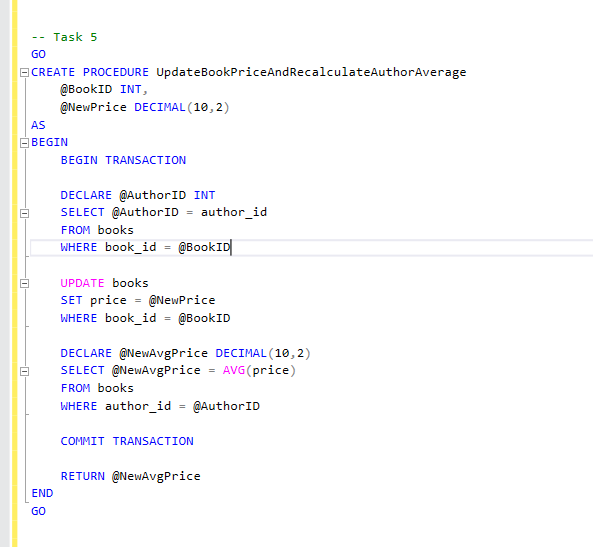 -- Task 5
GO
CREATE PROCEDURE UpdateBookPriceAndRecalculateAuthorAverage
    @BookID INT,
    @NewPrice DECIMAL(10,2)
AS
BEGIN
    BEGIN TRANSACTION

    DECLARE @AuthorID INT
    SELECT @AuthorID = author_id
    FROM books
    WHERE book_id = @BookID

    UPDATE books
    SET price = @NewPrice
    WHERE book_id = @BookID

    DECLARE @NewAvgPrice DECIMAL(10,2)
    SELECT @NewAvgPrice = AVG(price)
    FROM books
    WHERE author_id = @AuthorID

    COMMIT TRANSACTION

    RETURN @NewAvgPrice
END
GO